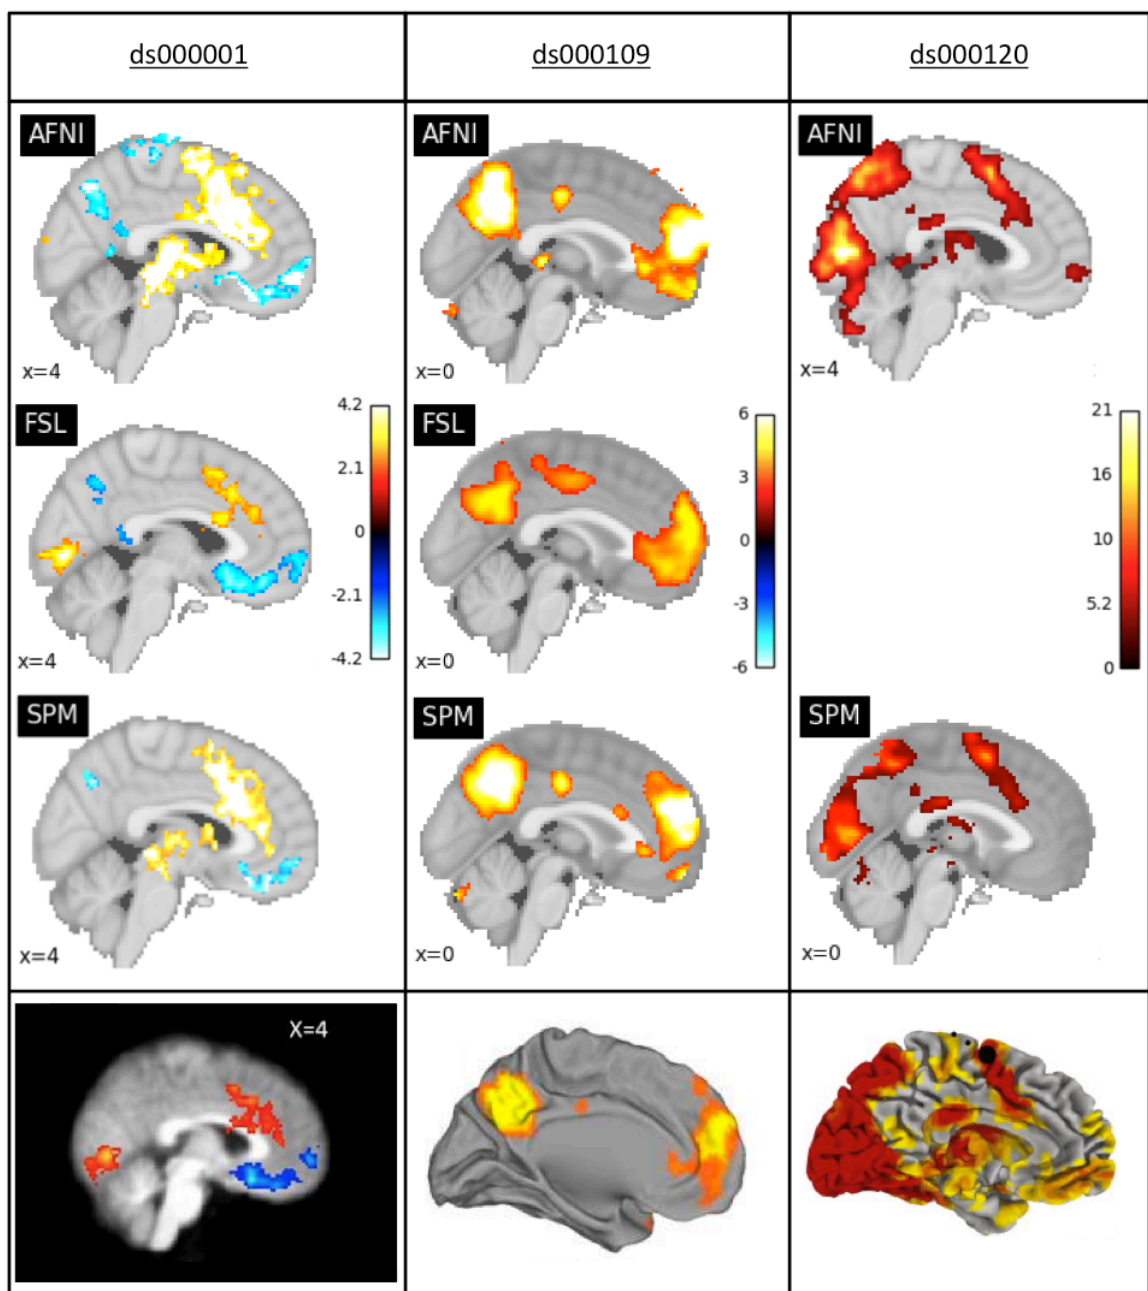 ds000001 ds000109 ds000120
AFNI AFNI AFNI
x=4 x=0 x=4
FSL FSL
4.2 6 21
2.1 3 16
0 0 10
-2.1 -3 5.2
-4.2 -6 0
x=4 x=0
SPM SPM SPM
x=4 x=0 x=0
X=4